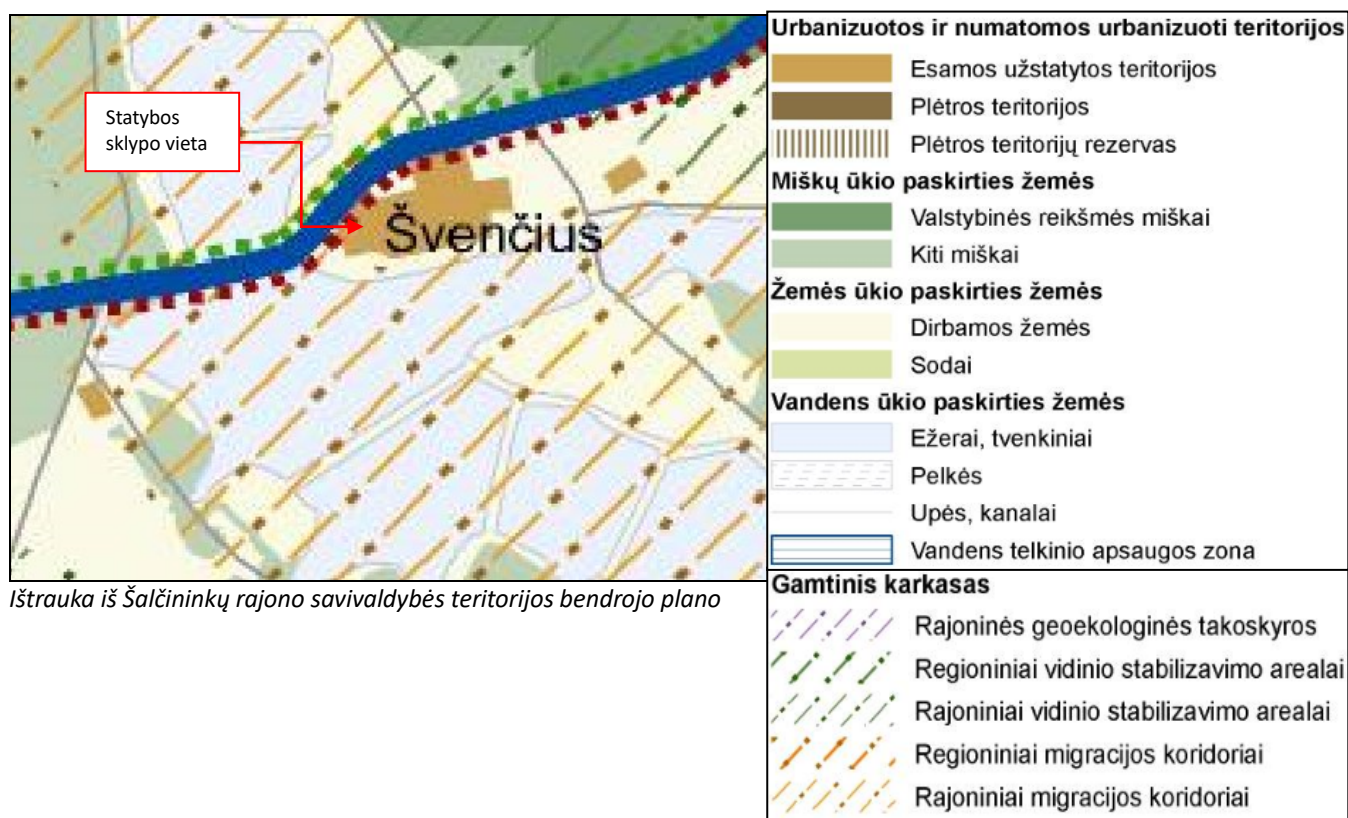 Statybos
sklypo vieta
Švenčius
Ištrauka iš Šalčininkų rajono savivaldybės teritorijos bendrojo plano
Urbanizuotos ir numatomos urbanizuoti teritorijos
Esamos užstatytos teritorijos
Plėtros teritorijos
Plėtros teritorijų rezervas
Miškų ūkio paskirties žemės
Valstybinės reikšmės miškai
Kiti miškai
Žemės ūkio paskirties žemės
Dirbamos žemės
Sodai
Vandens ūkio paskirties žemės
Ežerai, tvenkiniai
Pelkės
Upės, kanalai
Vandens telkinio apsaugos zona
Gamtinis karkasas
Rajoninės geoekologinės takoskyros
Regioniniai vidinio stabilizavimo arealai
Rajoniniai vidinio stabilizavimo arealai
Regioniniai migracijos koridoriai
Rajoniniai migracijos koridoriai